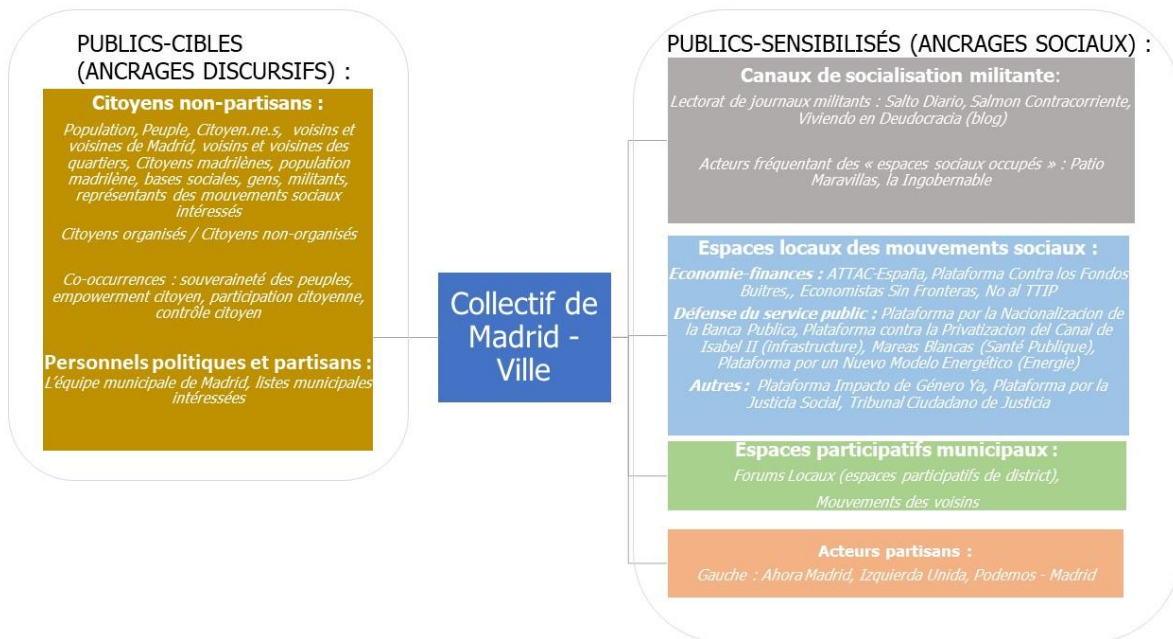 PUBLICS-CIBLES
(ANCRAGES DISCURSIFS) :
Citoyens non-partisans :
Population, Peuple, Citoyen.ne.s, voisins et
voisines de Madrid, voisins et voisines des
quartiers, Citoyens madrilènes, population
madrilène, bases sociales, gens, militants,
représentants des mouvements sociaux
intéressés
Citoyens organisés / Citoyens non-organisés
Co-occurrences : souveraineté des peuples,
empowerment citoyen, participation citoyenne,
contrôle citoyen
Personnels politiques et partisans :
L'équipe municipale de Madrid, listes municipales
intéressées
Collectif de
Madrid -
Ville
PUBLICS-SENSIBILISÉS (ANCRAGES SOCIAUX) :
Canaux de socialisation militante:
Lectorat de journaux militants : Salto Diario, Salmon Contracorriente,
Viviendo en Deudocracia (blog)
Acteurs fréquentant des « espaces sociaux occupés » : Patio
Maravillas, la Ingobernable
Espaces locaux des mouvements sociaux :
Economie-finances : ATTAC-España, Plataforma Contra los Fondos
Buitres,, Economistas Sin Fronteras, No al TTIP
Défense du service public : Plataforma por la Nacionalizacion de
la Banca Publica, Plataforma contra la Privatizacion del Canal de
Isabel II (infrastructure), Mareas Blancas (Santé Publique),
Plataforma por un Nuevo Modelo Energético (Energie)
Autres : Plataforma Impacto de Género Ya, Plataforma por la
Justicia Social, Tribunal Ciudadano de Justicia
Espaces participatifs municipaux :
Forums Locaux (espaces participatifs de district),
Mouvements des voisins
Acteurs partisans :
Gauche : Ahora Madrid, Izquierda Unida, Podemos - Madrid